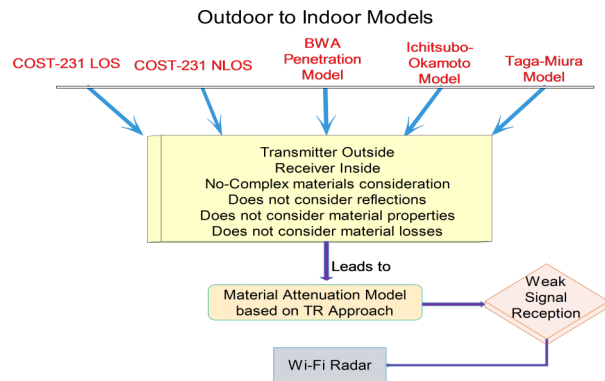 Outdoor to Indoor Models
COST-231 LOS
COST-231 NLOS
BWA
Penetration
Model
Ichitsubo-
Okamoto
Model
Taga-Miura
Model
Transmitter Outside
Receiver Inside
No-Complex materials consideration
Does not consider reflections
Does not consider material properties
Does not consider material losses
Leads to
Material Attenuation Model
based on TR Approach
Weak
Signal
Reception
Wi-Fi Radar